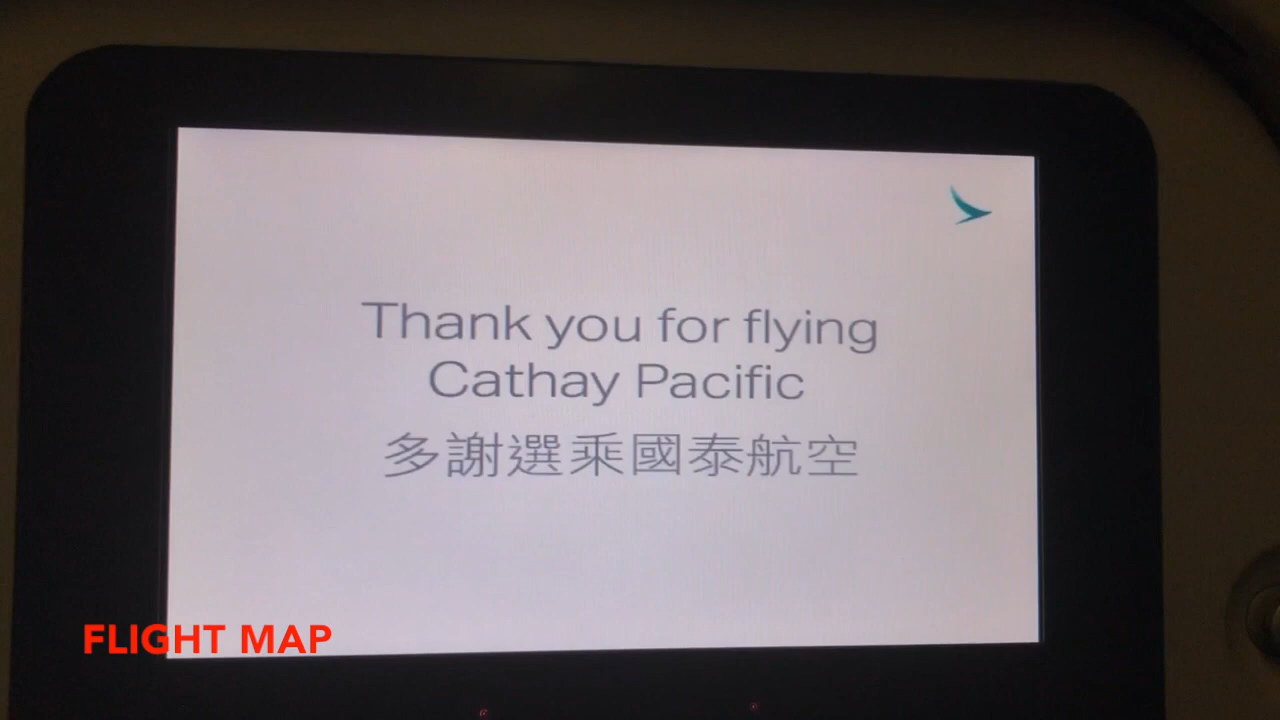 Thank you for flying
Cathay Pacific
多謝選乘國泰航空
FLIGHT MAP